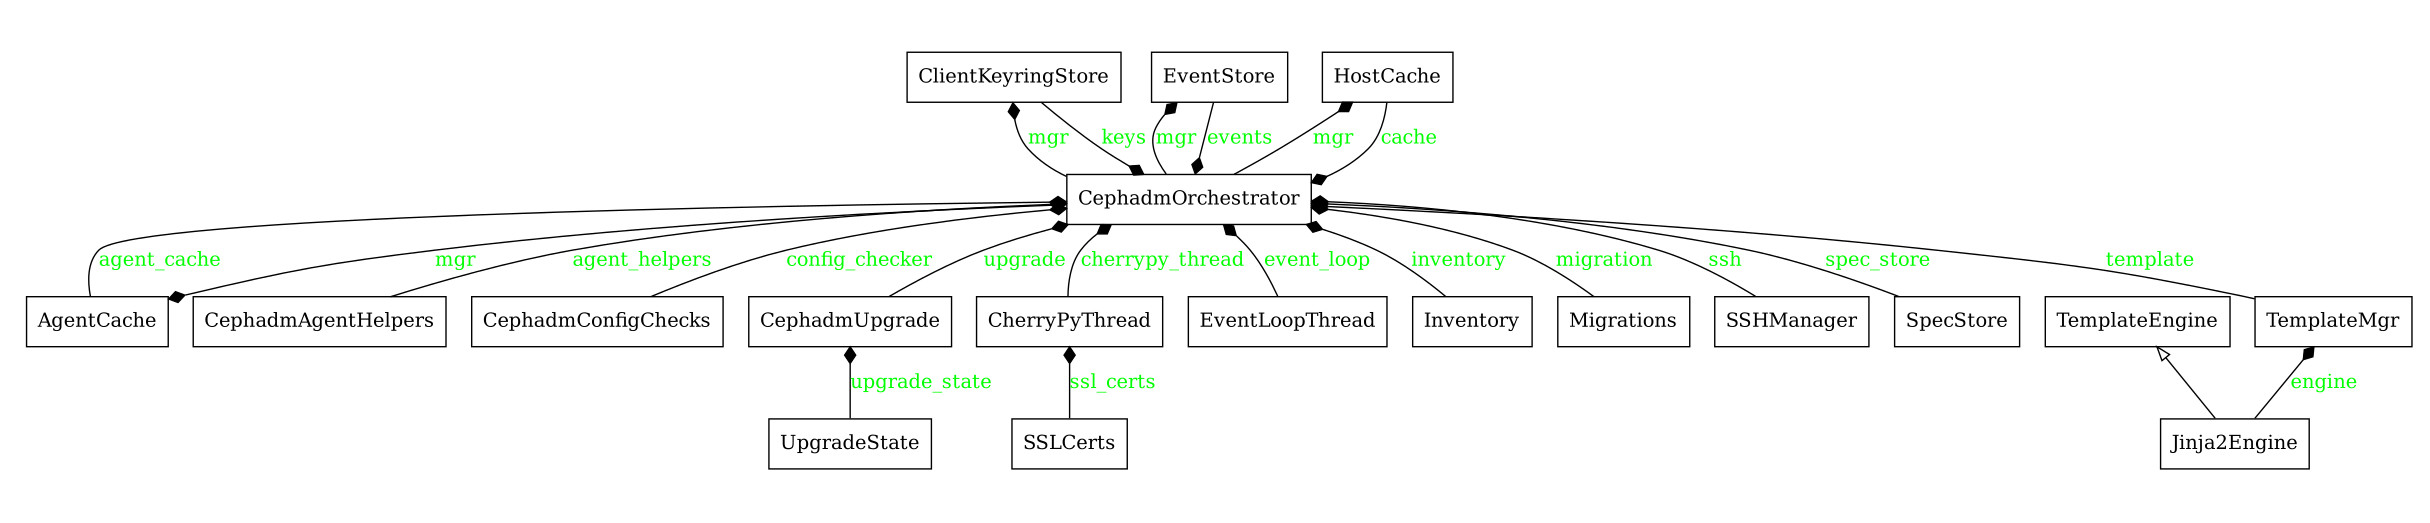 ClientKeyringStore EventStore HostCache
mgr keys mgr events mgr cache
CephadmOrchestrator
agent_cache mgr agent_helpers config_checker upgrade cherrypy_thread event_loop inventory migration ssh spec_store template
AgentCache CephadmAgentHelpers CephadmConfigChecks CephadmUpgrade CherryPyThread EventLoopThread Inventory Migrations SSHManager SpecStore TemplateEngine TemplateMgr
upgrade_state ssl_certs engine
UpgradeState SSLCerts Jinja2Engine